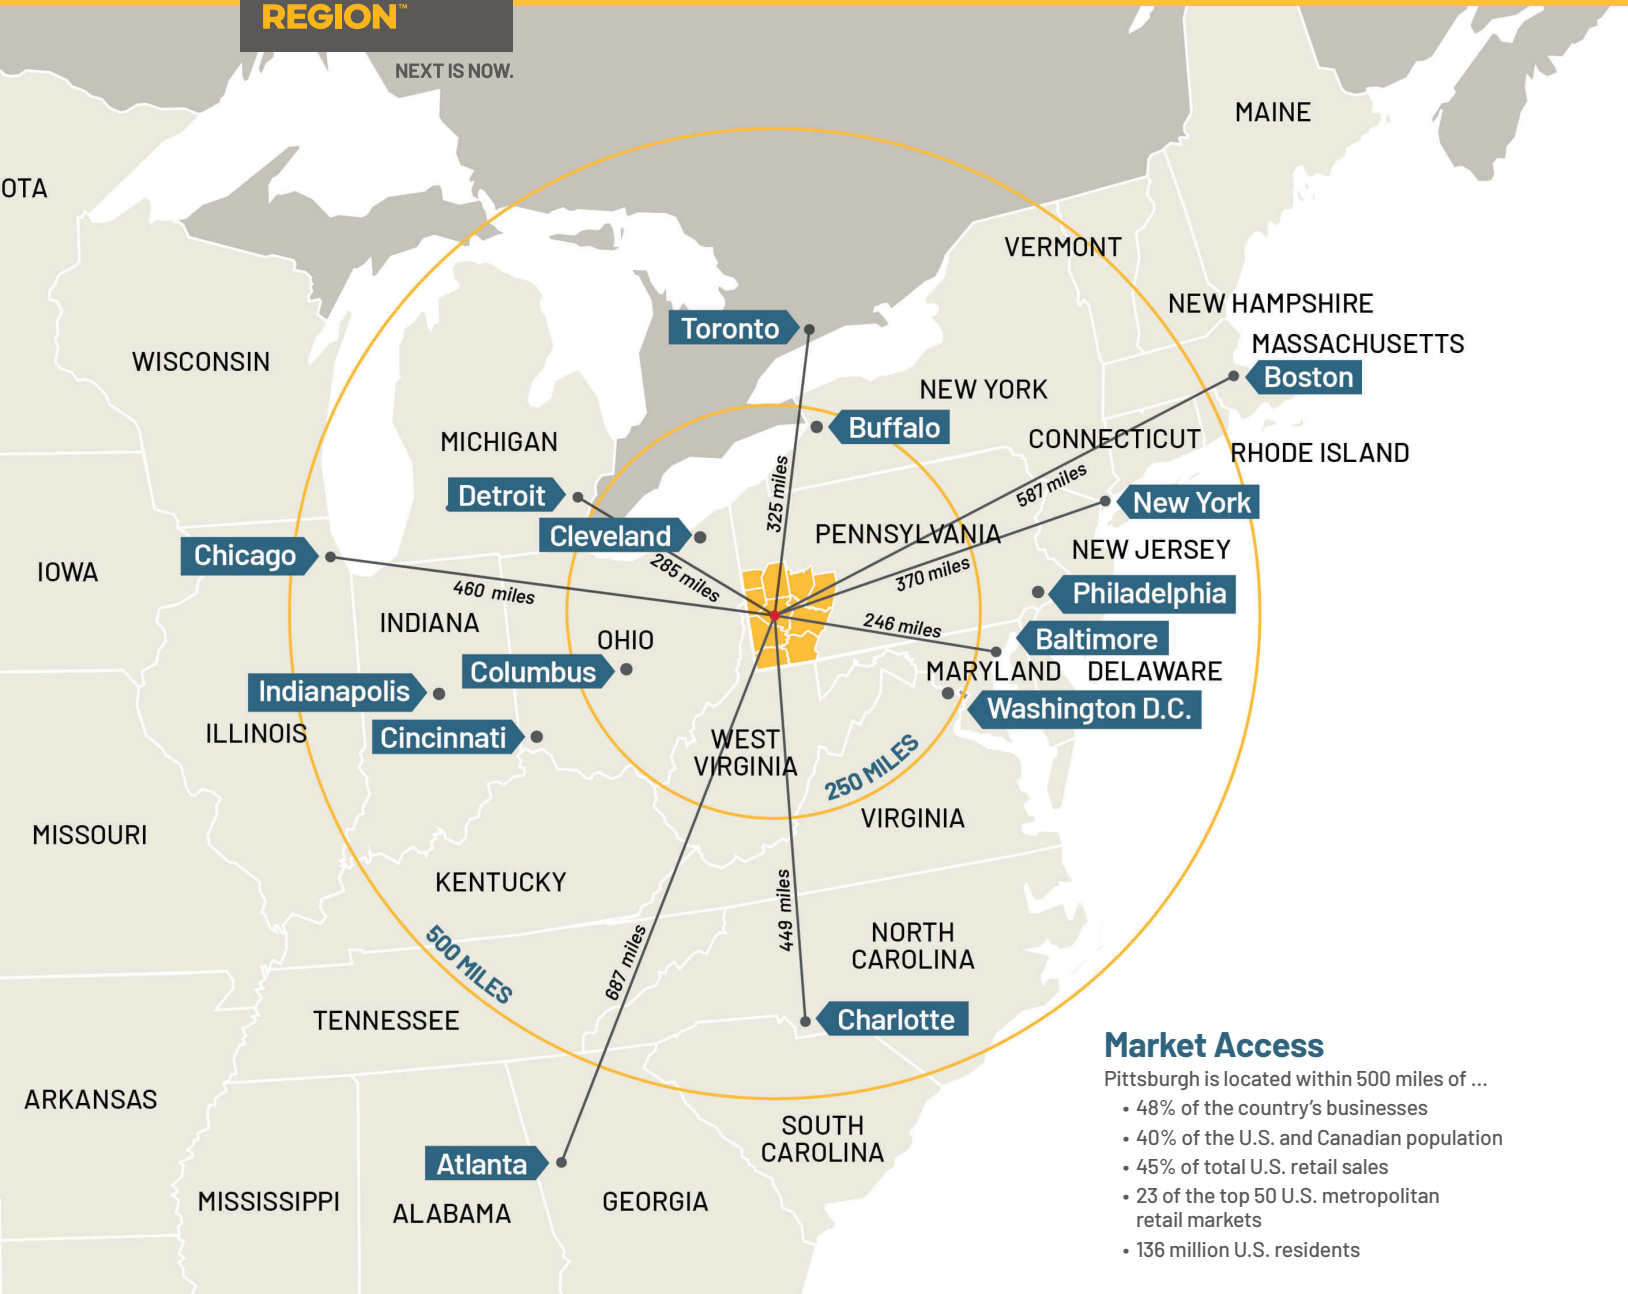 REGION™
NEXT IS NOW.
MAINE
OTA
VERMONT
NEW HAMPSHIRE
Toronto
MASSACHUSETTS
WISCONSIN
Boston
NEW YORK
Buffalo
MICHIGAN
CONNECTICUT
RHODE ISLAND
325 miles
587 miles
Detroit
New York
Cleveland
PENNSYLVANIA
NEW JERSEY
Chicago
IOWA
285 miles
370 miles
460 miles
Philadelphia
INDIANA
OHIO
246 miles
Baltimore
Columbus
MARYLAND
DELAWARE
Indianapolis
Washington D.C.
ILLINOIS
Cincinnati
WEST
VIRGINIA
250 MILES
VIRGINIA
MISSOURI
KENTUCKY
449 miles
NORTH
CAROLINA
500 MILES
687 miles
TENNESSEE
Charlotte
ARKANSAS
SOUTH
CAROLINA
Atlanta
MISSISSIPPI
ALABAMA
GEORGIA
Market Access
Pittsburgh is located within 500 miles of ...
• 48% of the country's businesses
• 40% of the U.S. and Canadian population
• 45% of total U.S. retail sales
• 23 of the top 50 U.S. metropolitan
retail markets
• 136 million U.S. residents